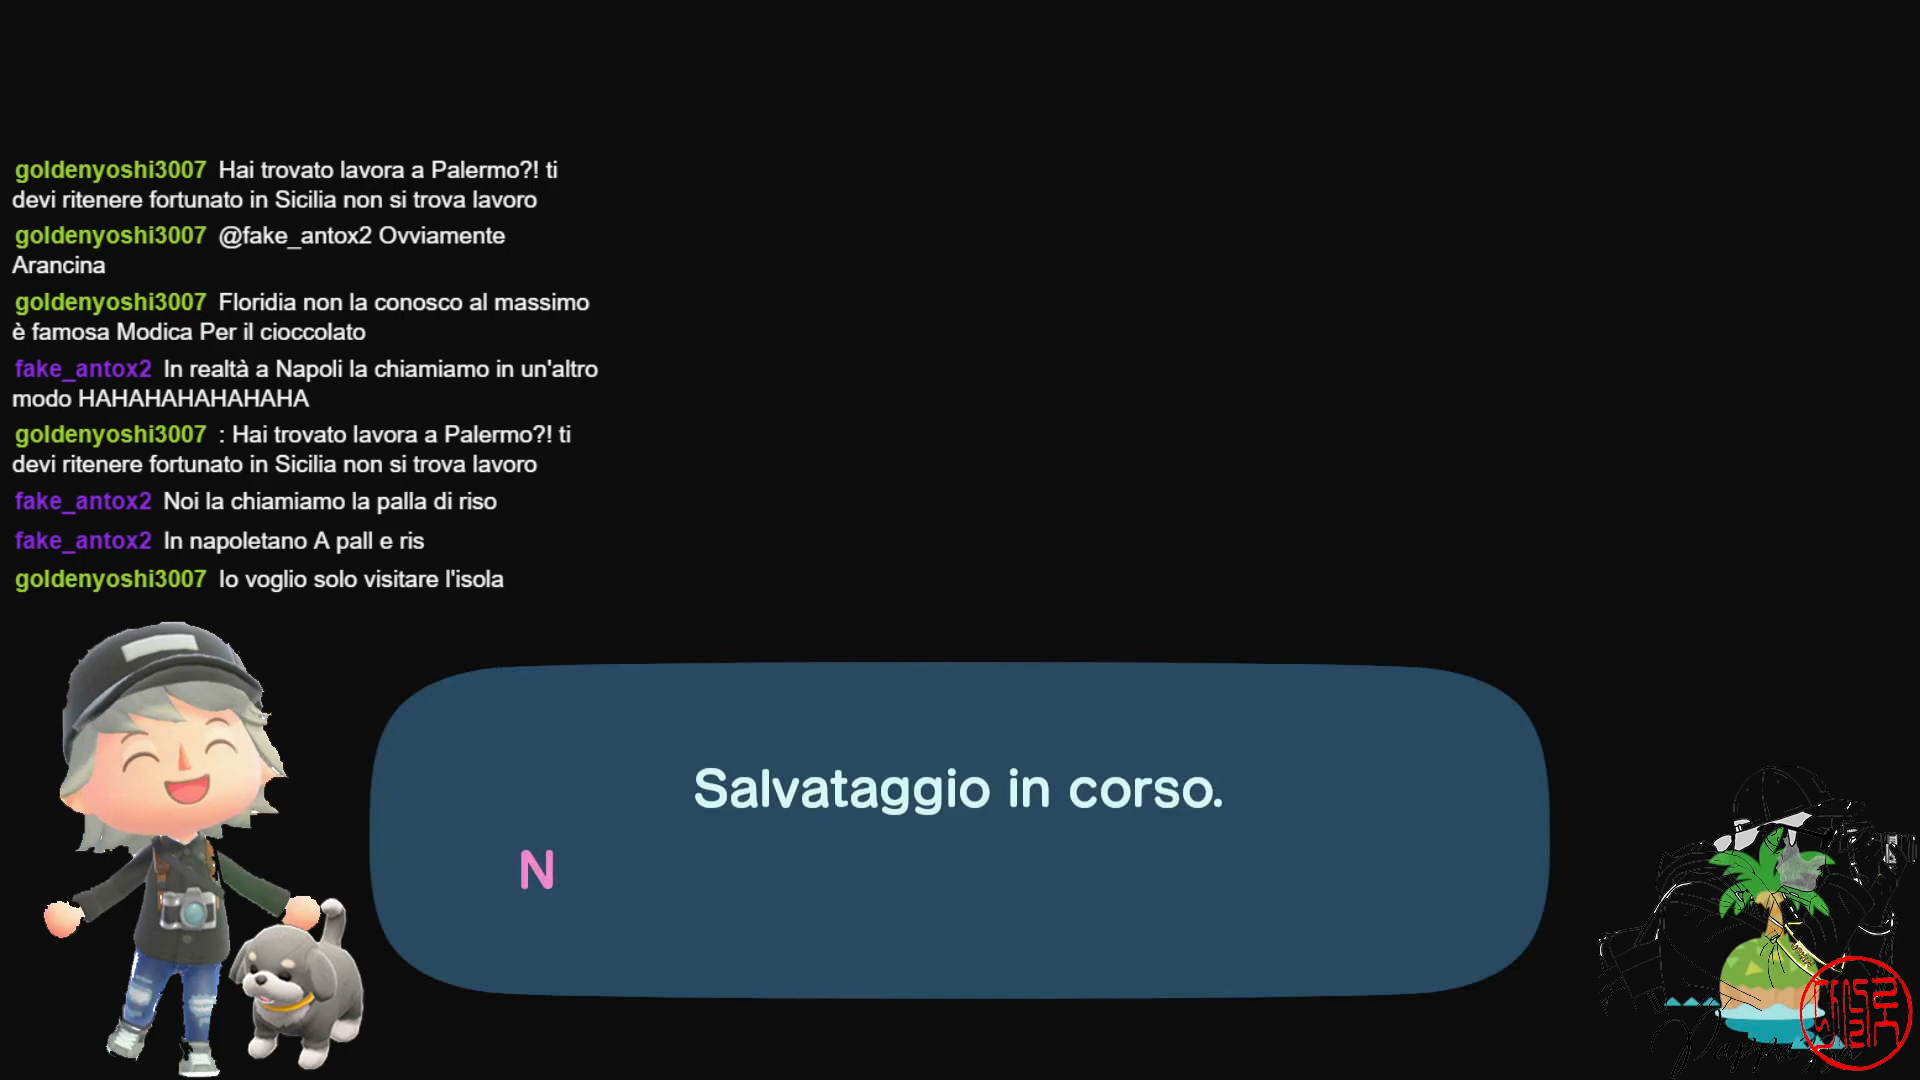 goldenyoshi3007 Hai trovato lavora a Palermo?! ti
devi ritenere fortunato in Sicilia non si trova lavoro
goldenyoshi3007 @fake_antox2 Ovviamente
Arancina
goldenyoshi3007 Floridia non la conosco al massimo
è famosa Modica Per il cioccolato
fake_antox2 In realtà a Napoli la chiamiamo in un'altro
modo HAHAHAHAHAHAHA
goldenyoshi3007 : Hai trovato lavora a Palermo?! ti
devi ritenere fortunato in Sicilia non si trova lavoro
fake_antox2 Noi la chiamiamo la palla di riso
fake_antox2 In napoletano A pall e ris
goldenyoshi3007 Io voglio solo visitare l'isola
Salvataggio in corso.
N